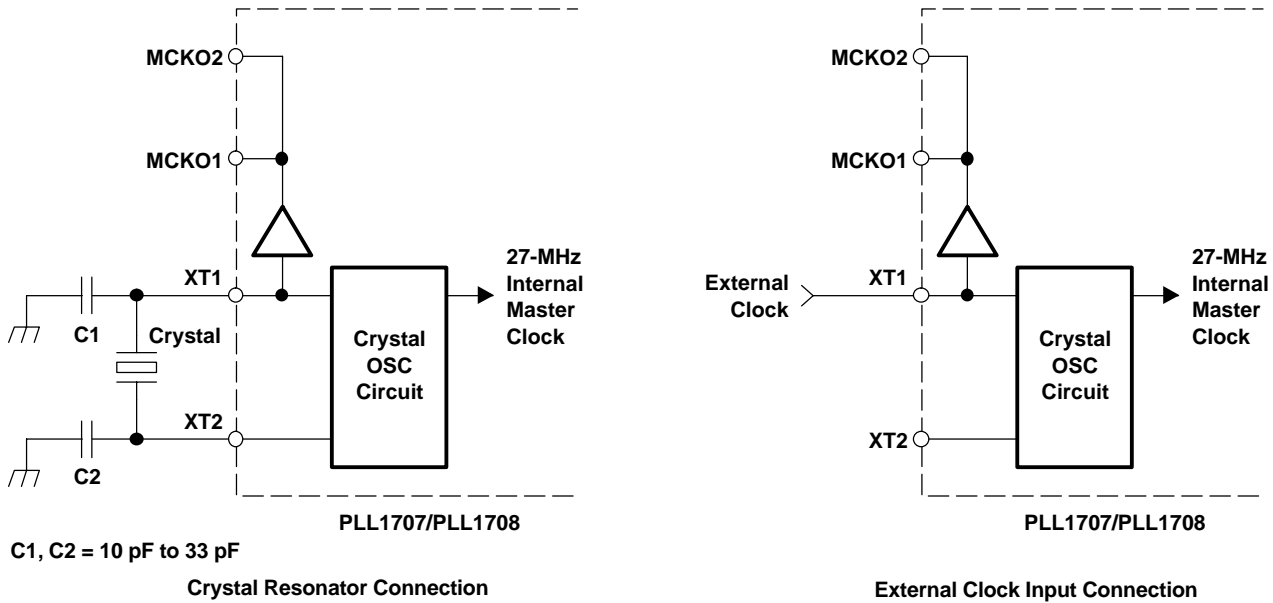 MCKO2
MCKO1
XT1
C1
Crystal
XT2
C2
Crystal
OSC
Circuit
27-MHz
Internal
Master
Clock
PLL1707/PLL1708
C1, C2 = 10 pF to 33 pF
Crystal Resonator Connection
MCKO2
MCKO1
External
Clock
XT1
XT2
Crystal
OSC
Circuit
27-MHz
Internal
Master
Clock
PLL1707/PLL1708
External Clock Input Connection